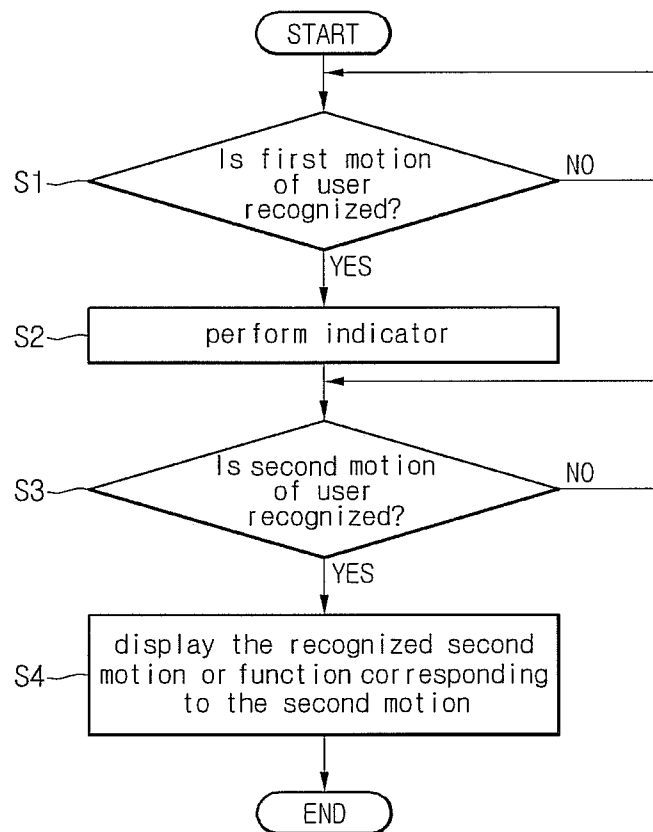 START
S1
Is first motion
of user
recognized?
NO
YES
S2
perform indicator
S3
Is second motion
of user
recognized?
NO
YES
S4
display the recognized second
motion or function corresponding
to the second motion
END